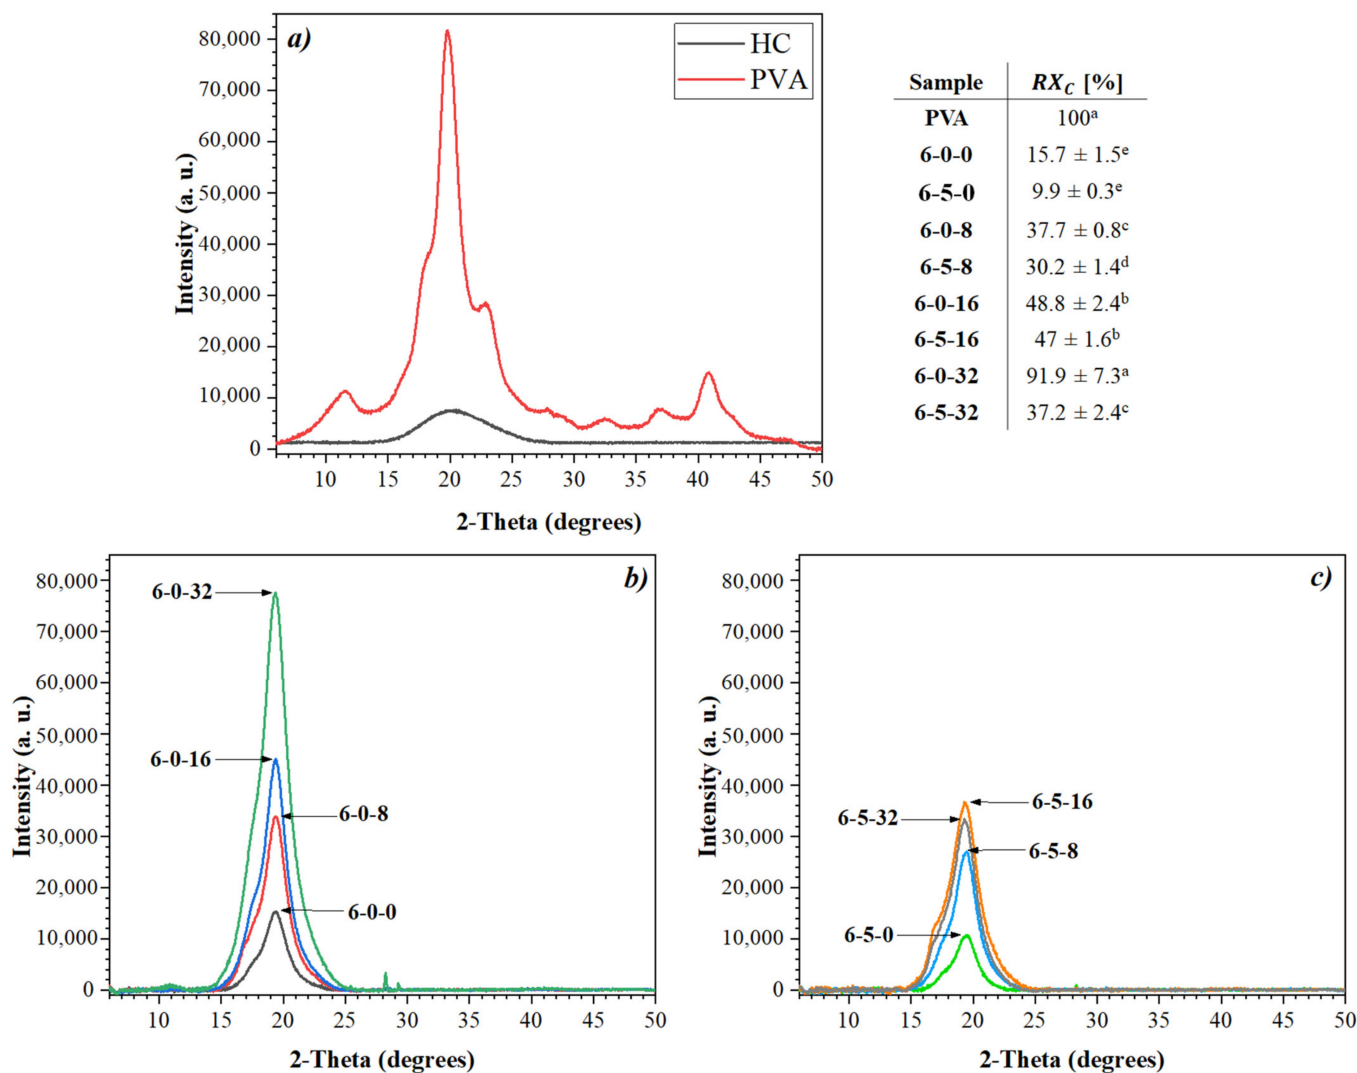 a)
HC
PVA
80,000
70,000
60,000
50,000
40,000
30,000
20,000
10,000
0
Intensity (a. u.)
10 15 20 25 30 35 40 45 50
2-Theta (degrees)
Sample RX_C [%]
PVA 100ᵃ
6-0-0 15.7 ± 1.5ᵉ
6-5-0 9.9 ± 0.3ᵉ
6-0-8 37.7 ± 0.8ᶜ
6-5-8 30.2 ± 1.4ᵈ
6-0-16 48.8 ± 2.4ᵇ
6-5-16 47 ± 1.6ᵇ
6-0-32 91.9 ± 7.3ᵃ
6-5-32 37.2 ± 2.4ᶜ
b)
80,000
70,000
60,000
50,000
40,000
30,000
20,000
10,000
0
Intensity (a. u.)
6-0-32
6-0-16
6-0-8
6-0-0
10 15 20 25 30 35 40 45 50
2-Theta (degrees)
c)
80,000
70,000
60,000
50,000
40,000
30,000
20,000
10,000
0
Intensity (a. u.)
6-5-16
6-5-32
6-5-8
6-5-0
10 15 20 25 30 35 40 45 50
2-Theta (degrees)